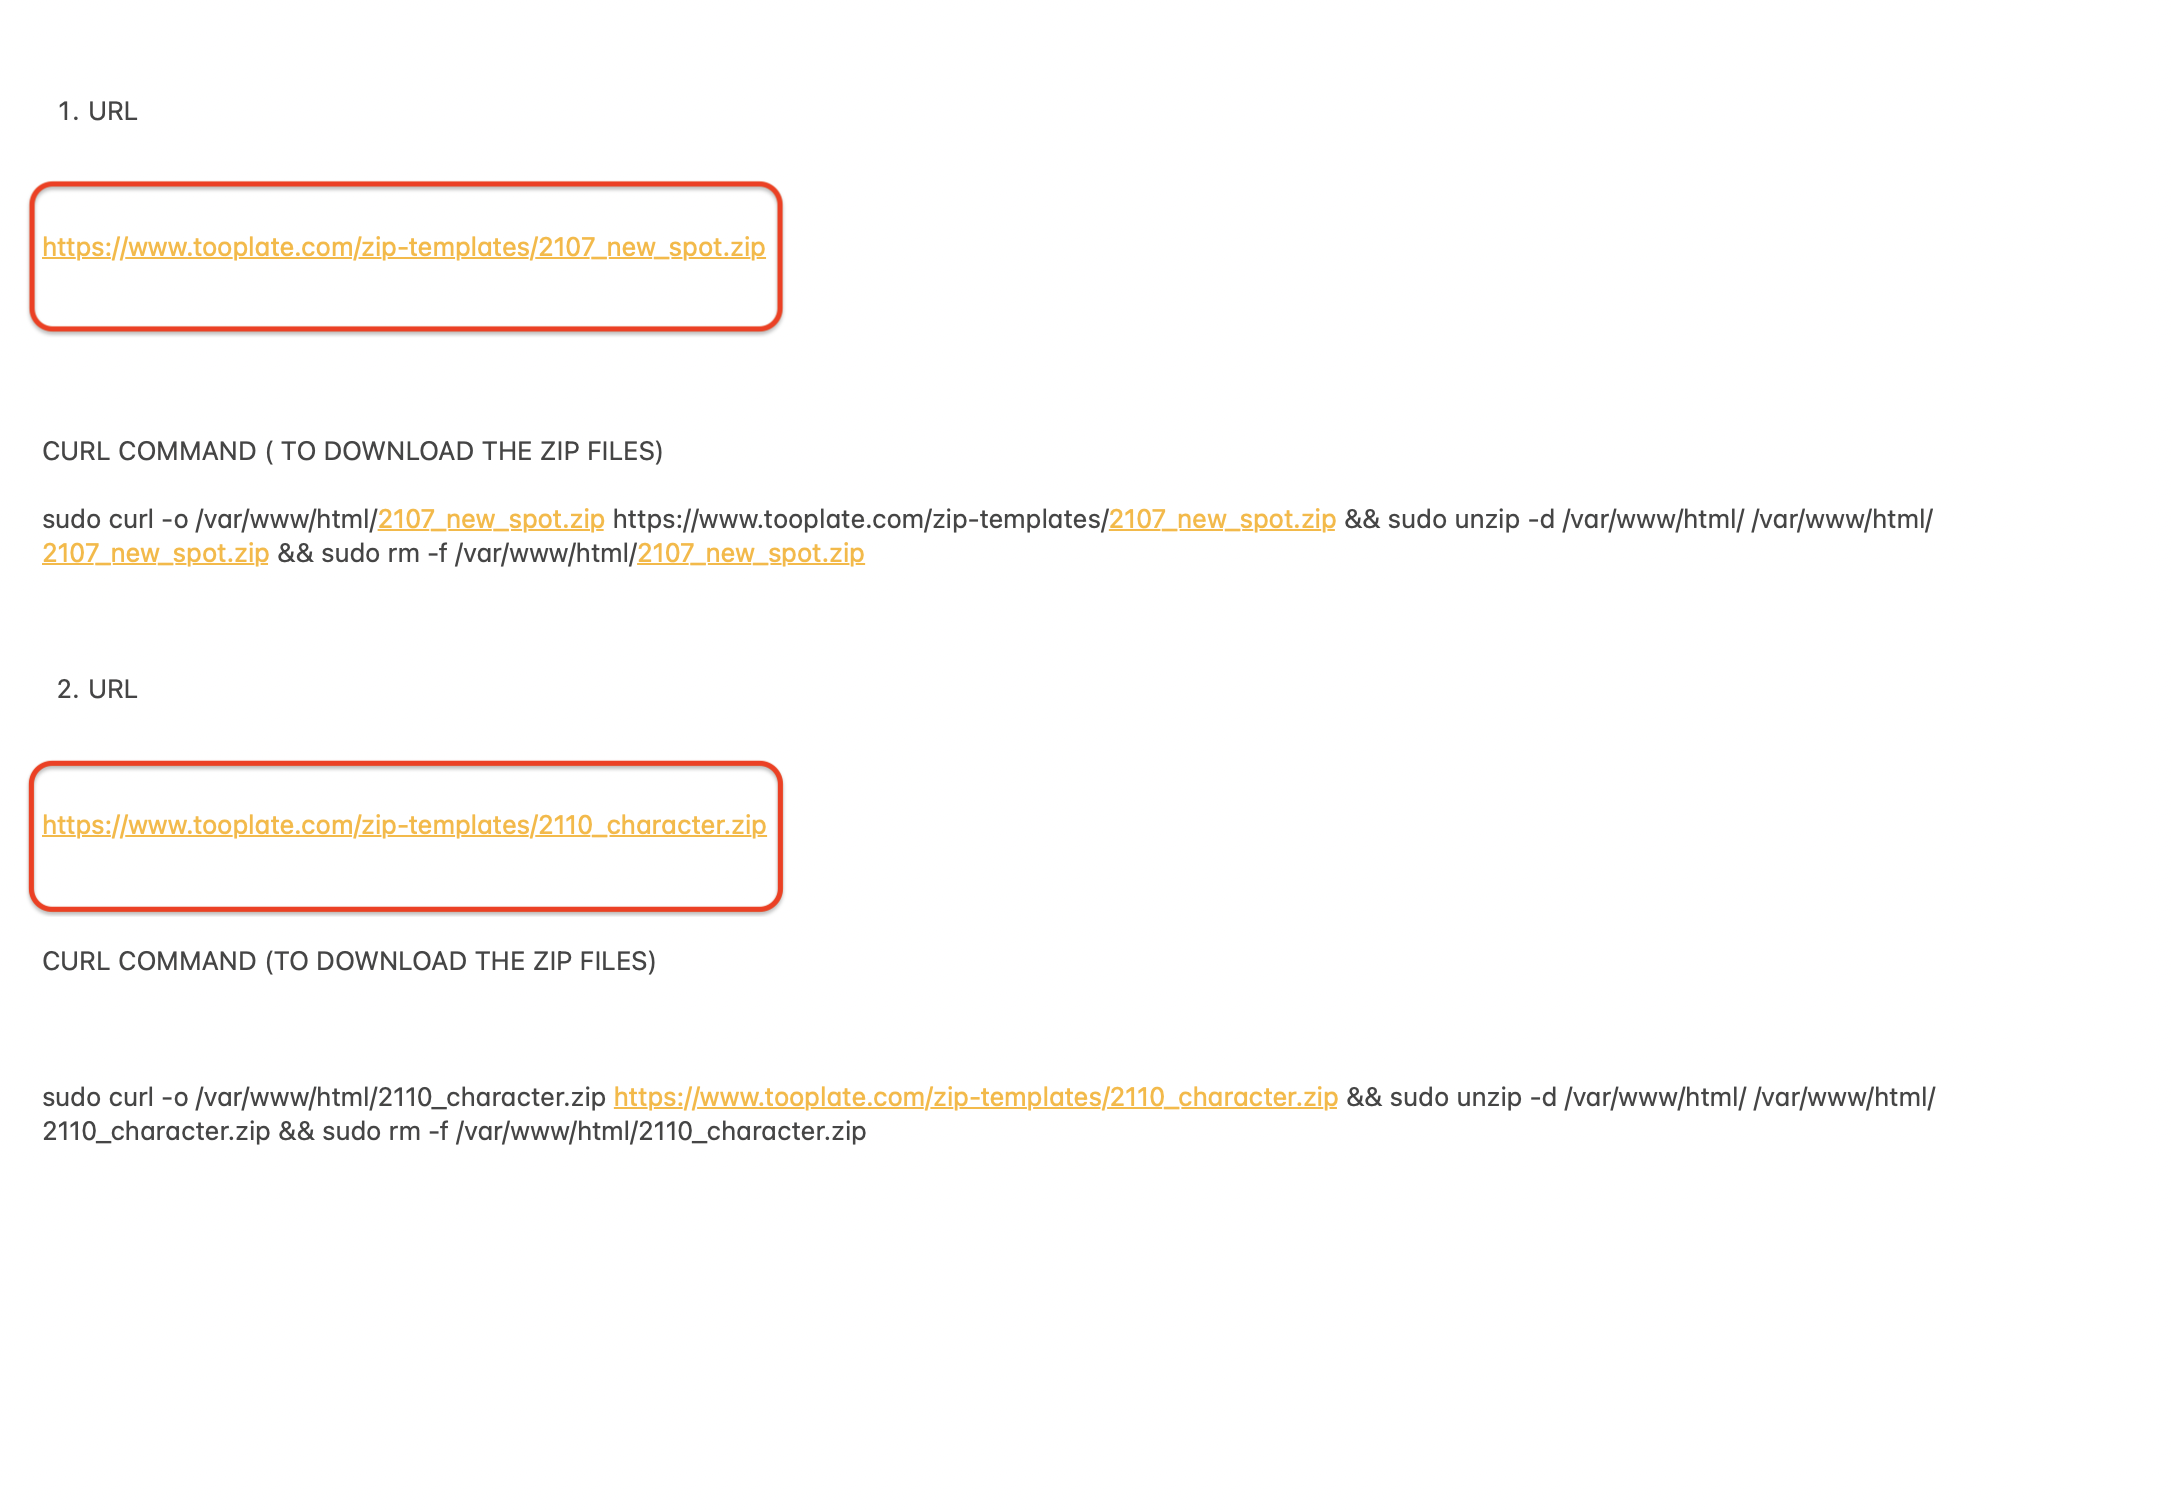 1. URL
https://www.tooplate.com/zip-templates/2107_new_spot.zip
CURL COMMAND ( TO DOWNLOAD THE ZIP FILES)
sudo curl -o /var/www/html/2107_new_spot.zip https://www.tooplate.com/zip-templates/2107_new_spot.zip && sudo unzip -d /var/www/html/ /var/www/html/
2107_new_spot.zip && sudo rm -f /var/www/html/2107_new_spot.zip
2. URL
https://www.tooplate.com/zip-templates/2110_character.zip
CURL COMMAND (TO DOWNLOAD THE ZIP FILES)
sudo curl -o /var/www/html/2110_character.zip https://www.tooplate.com/zip-templates/2110_character.zip && sudo unzip -d /var/www/html/ /var/www/html/
2110_character.zip && sudo rm -f /var/www/html/2110_character.zip